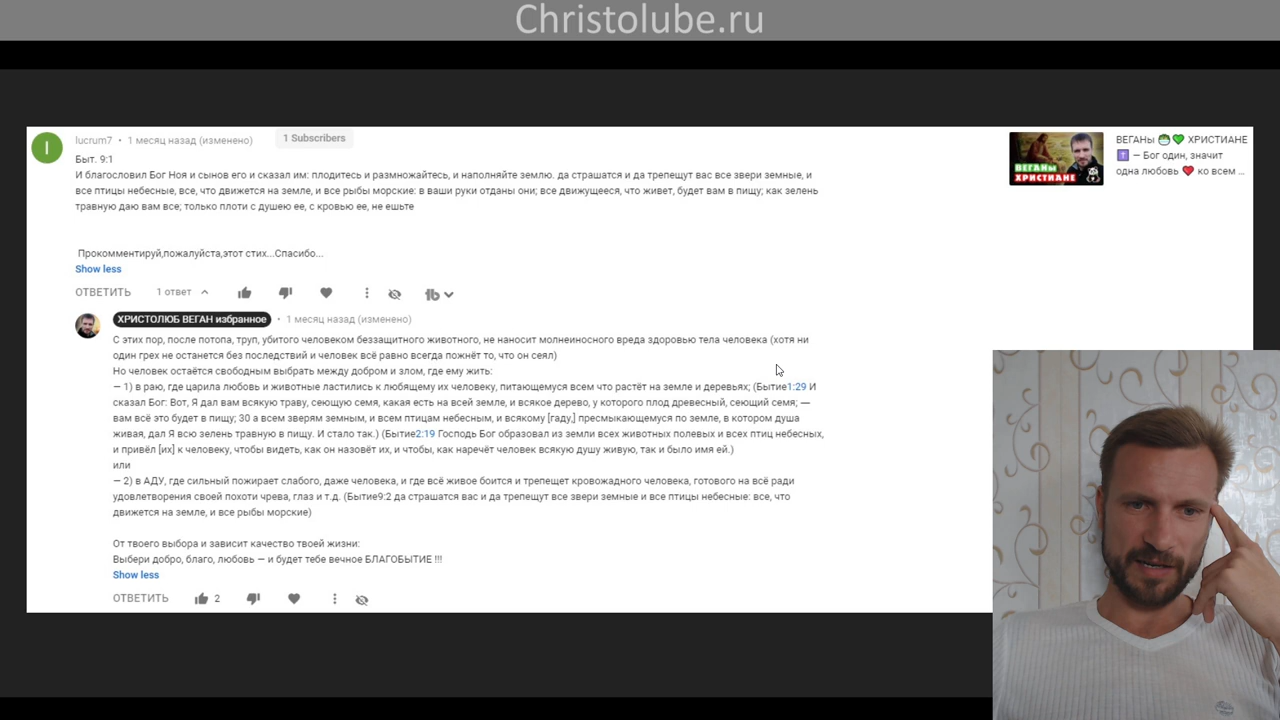 Christolube.ru
lucrum7 • 1 месяц назад (изменено) 1 Subscribers
Быт. 9:1
И благословил Бог Ноя и сынов его и сказал им: плодитесь и размножайтесь, и наполняйте землю. да страшатся и да трепещут вас все звери земные, и
все птицы небесные, все, что движется на земле, и все рыбы морские: в ваши руки отданы они; все движущееся, что живет, будет вам в пищу; как зелень
травную даю вам все; только плоти с душею ее, с кровью ее, не ешьте
Прокомментируй,пожалуйста,этот стих...Спасибо...
Show less
ОТВЕТИТЬ 1 ответ
ХРИСТОЛЮБ ВЕГАН избранное • 1 месяц назад (изменено)
С этих пор, после потопа, труп, убитого человеком беззащитного животного, не наносит молнеиносного вреда здоровью тела человека (хотя ни
один грех не останется без последствий и человек всё равно всегда пожнёт то, что он сеял)
Но человек остаётся свободным выбрать между добром и злом, где ему жить:
— 1) в раю, где царила любовь и животные ластились к любящему их человеку, питающемуся всем что растёт на земле и деревьях; (Бытие1:29 И
сказал Бог: Вот, Я дал вам всякую траву, сеющую семя, какая есть на всей земле, и всякое дерево, у которого плод древесный, сеющий семя; —
вам всё это будет в пищу; 30 а всем зверям земным, и всем птицам небесным, и всякому [гаду,] пресмыкающемуся по земле, в котором душа
живая, дал Я всю зелень травную в пищу. И стало так.) (Бытие2:19 Господь Бог образовал из земли всех животных полевых и всех птиц небесных,
и привёл [их] к человеку, чтобы видеть, как он назовёт их, и чтобы, как наречёт человек всякую душу живую, так и было имя ей.)
или
— 2) в АДУ, где сильный пожирает слабого, даже человека, и где всё живое боится и трепещет кровожадного человека, готового на всё ради
удовлетворения своей похоти чрева, глаз и т.д. (Бытие9:2 да страшатся вас и да трепещут все звери земные и все птицы небесные: все, что
движется на земле, и все рыбы морские)
От твоего выбора и зависит качество твоей жизни:
Выбери добро, благо, любовь — и будет тебе вечное БЛАГОБЫТИЕ !!!
Show less
ОТВЕТИТЬ 2
ВЕГАНЫ
ХРИСТИАНЕ
ВЕГАНы ХРИСТИАНЕ
— Бог один, значит
одна любовь ко всем ...